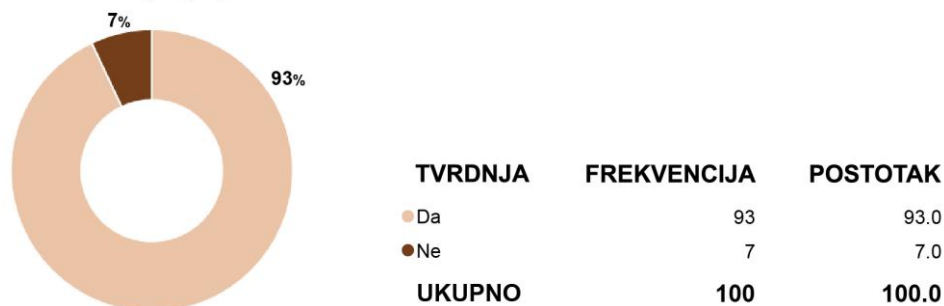 7%
93%
TVRDNJA FREKVENCIJA POSTOTAK
Da 93 93.0
Ne 7 7.0
UKUPNO 100 100.0